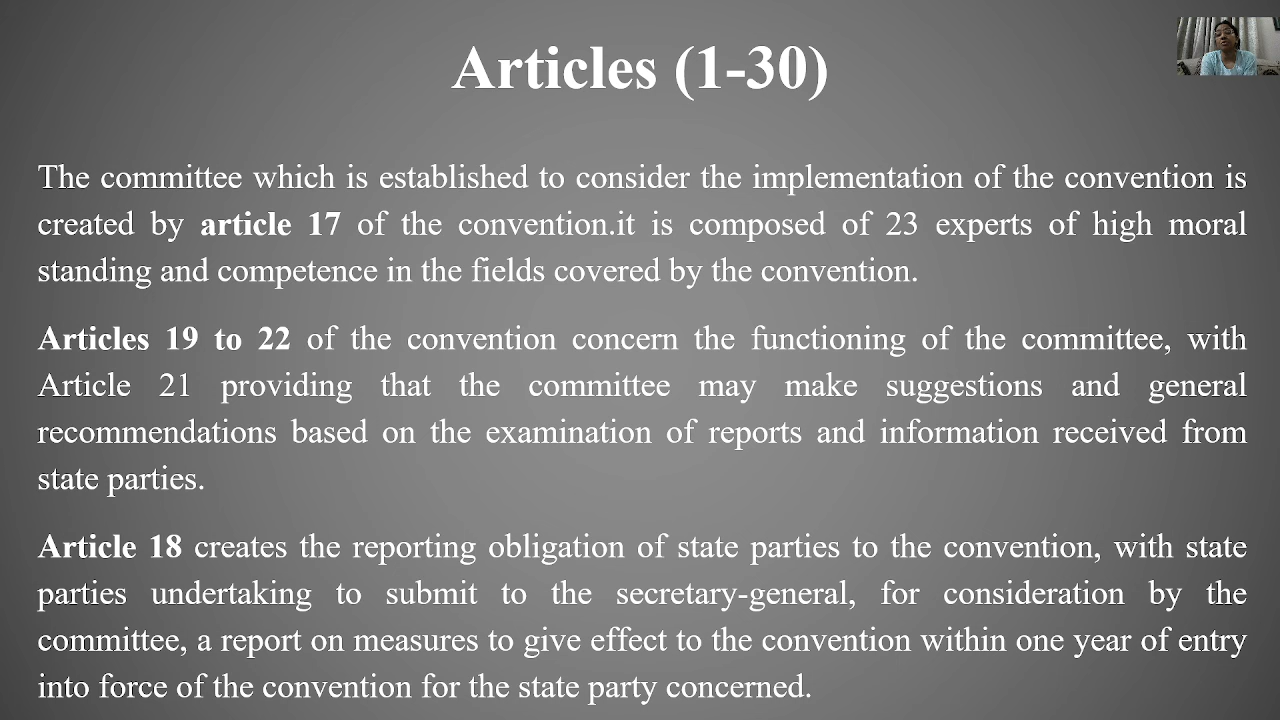 Articles (1-30)
The committee which is established to consider the implementation of the convention is
created by article 17 of the convention.it is composed of 23 experts of high moral
standing and competence in the fields covered by the convention.
Articles 19 to 22 of the convention concern the functioning of the committee, with
Article 21 providing that the committee may make suggestions and general
recommendations based on the examination of reports and information received from
state parties.
Article 18 creates the reporting obligation of state parties to the convention, with state
parties undertaking to submit to the secretary-general, for consideration by the
committee, a report on measures to give effect to the convention within one year of entry
into force of the convention for the state party concerned.